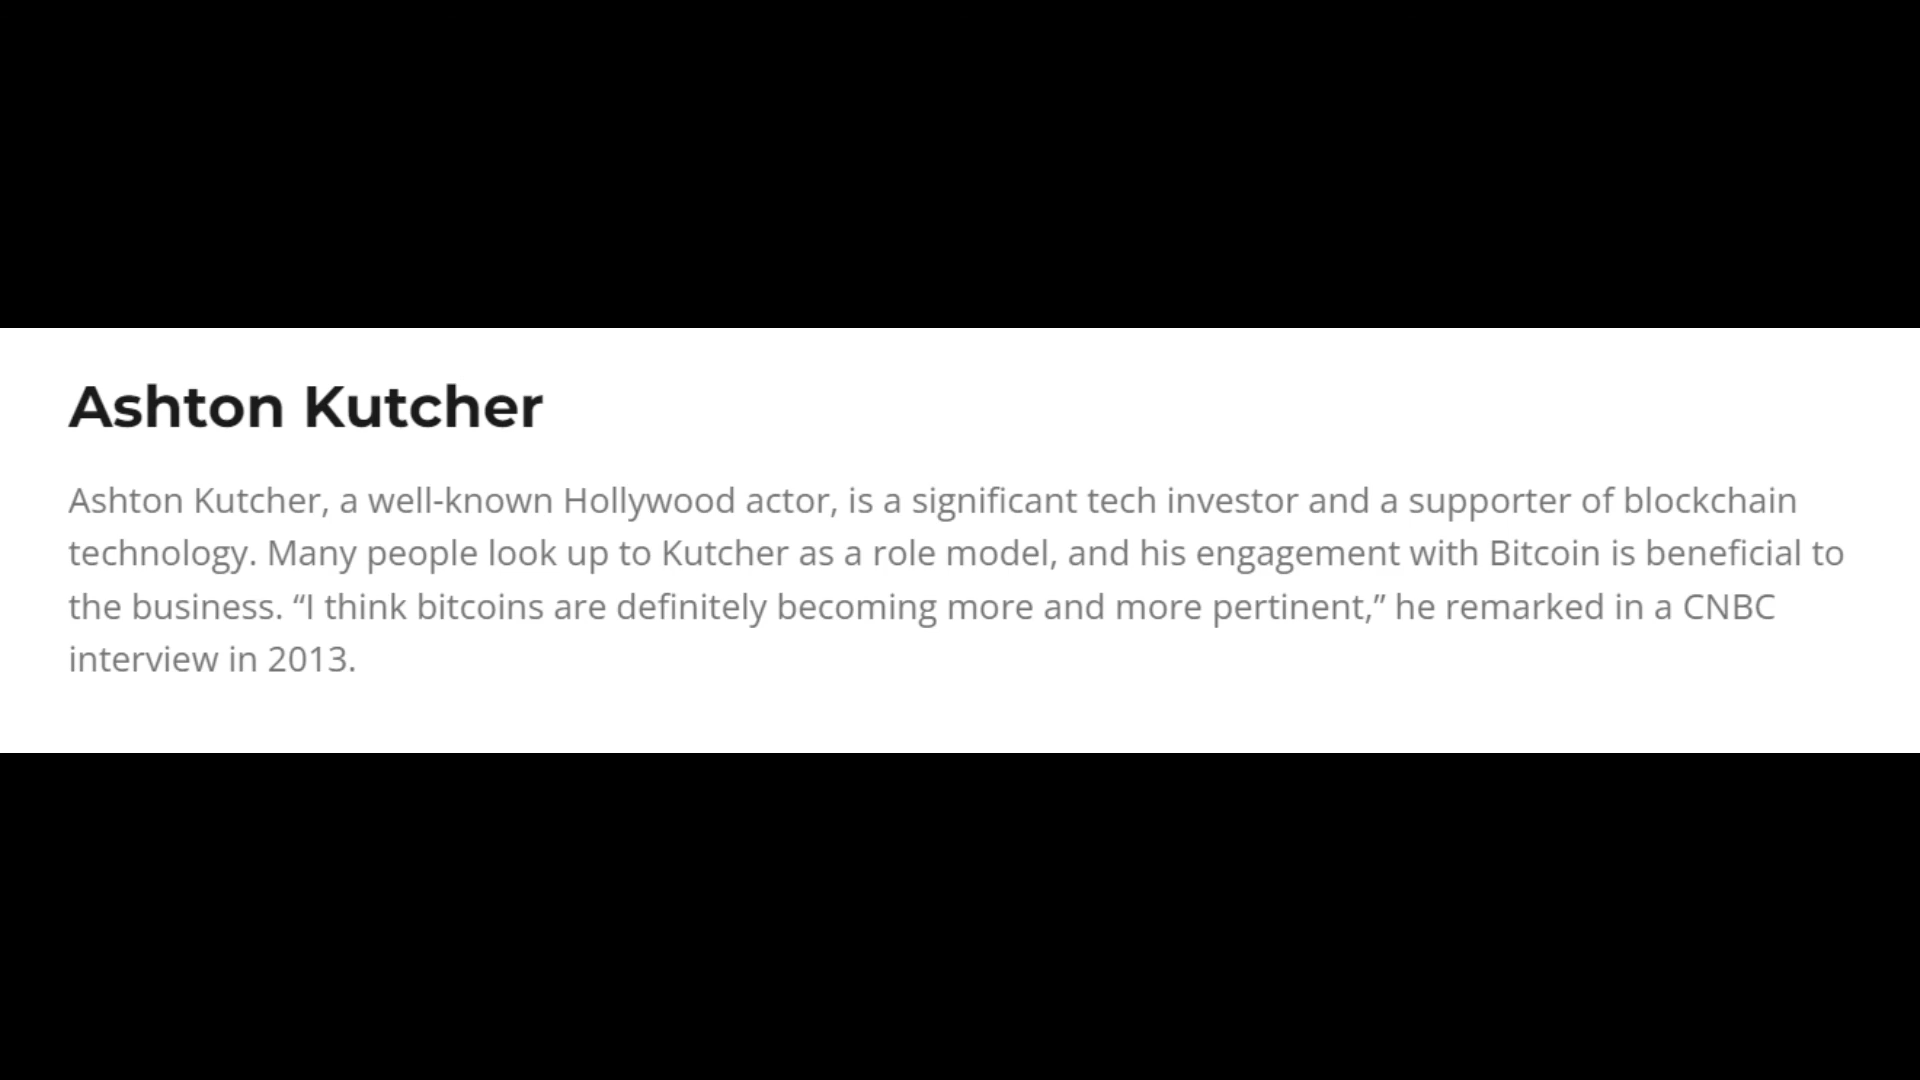 Ashton Kutcher
Ashton Kutcher, a well-known Hollywood actor, is a significant tech investor and a supporter of blockchain
technology. Many people look up to Kutcher as a role model, and his engagement with Bitcoin is beneficial to
the business. “I think bitcoins are definitely becoming more and more pertinent,” he remarked in a CNBC
interview in 2013.